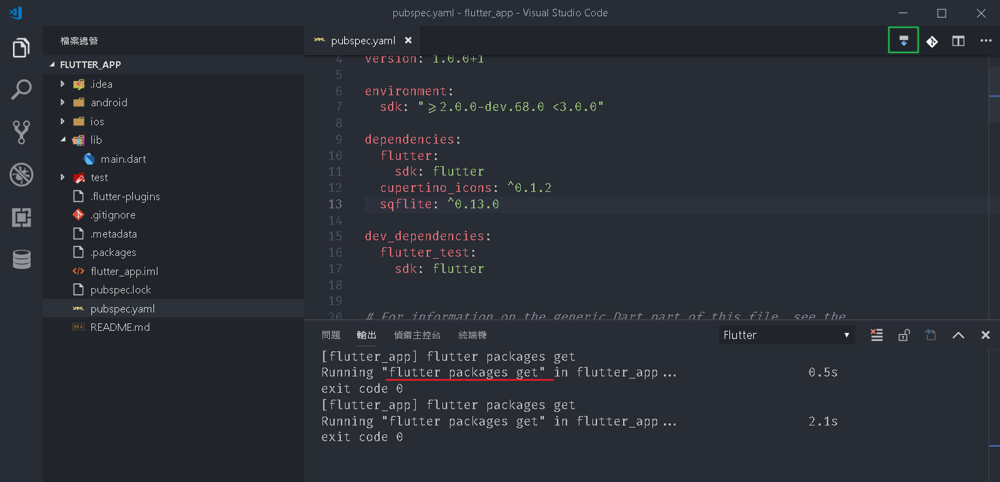 pubspec.yaml - flutter_app - Visual Studio Code
檔案總管
FLUTTER_APP
.idea
android
ios
lib
main.dart
test
.flutter-plugins
.gitignore
.metadata
.packages
flutter_app.iml
pubspec.lock
pubspec.yaml
README.md
pubspec.yaml
4 version: 1.0.0+1
5
6 environment:
7 sdk: "⩾2.0.0-dev.68.0 <3.0.0"
8
9 dependencies:
10 flutter:
11 sdk: flutter
12 cupertino_icons: ^0.1.2
13 sqflite: ^0.13.0
14
15 dev_dependencies:
16 flutter_test:
17 sdk: flutter
18
19
20 # For information on the generic Dart part of this file, see the
問題 輸出 偵錯主控台 終端機 Flutter
[flutter_app] flutter packages get
Running "flutter packages get" in flutter_app... 0.5s
exit code 0
[flutter_app] flutter packages get
Running "flutter packages get" in flutter_app... 2.1s
exit code 0